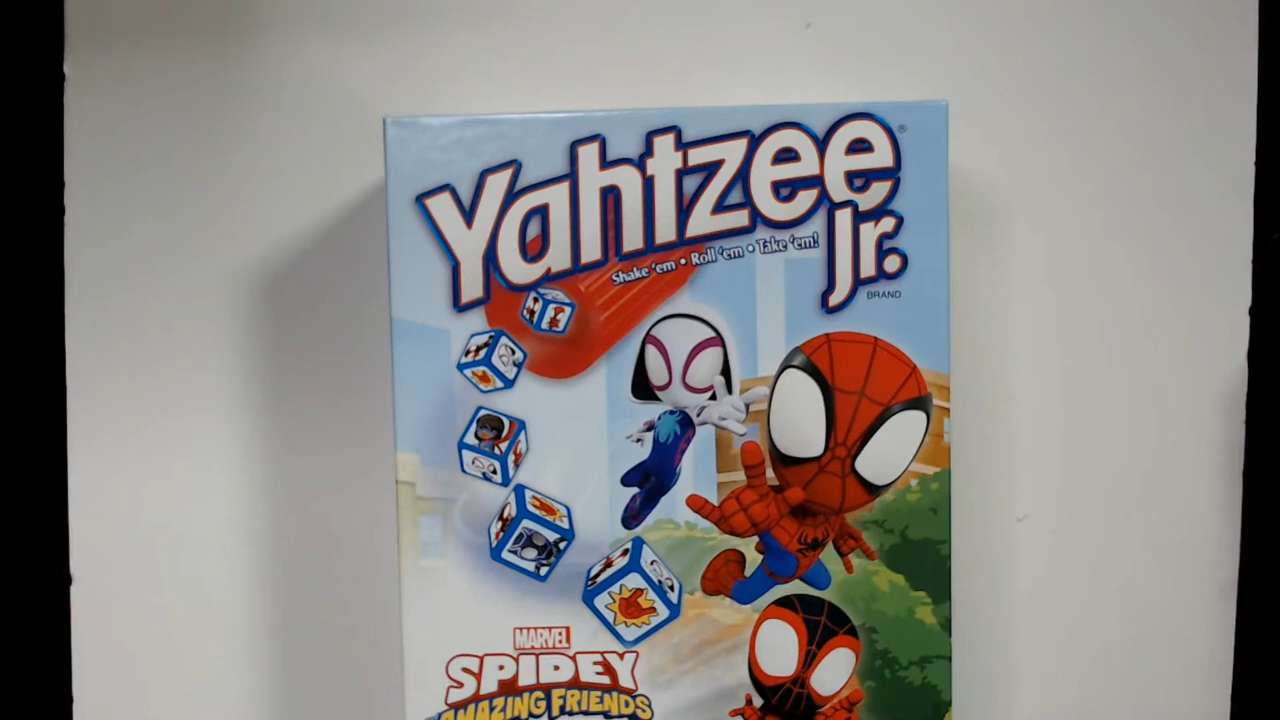 Yahtzee®
Jr.
Shake 'em • Roll 'em • Take 'em!
BRAND
MARVEL
SPIDEY
AMAZING FRIENDS